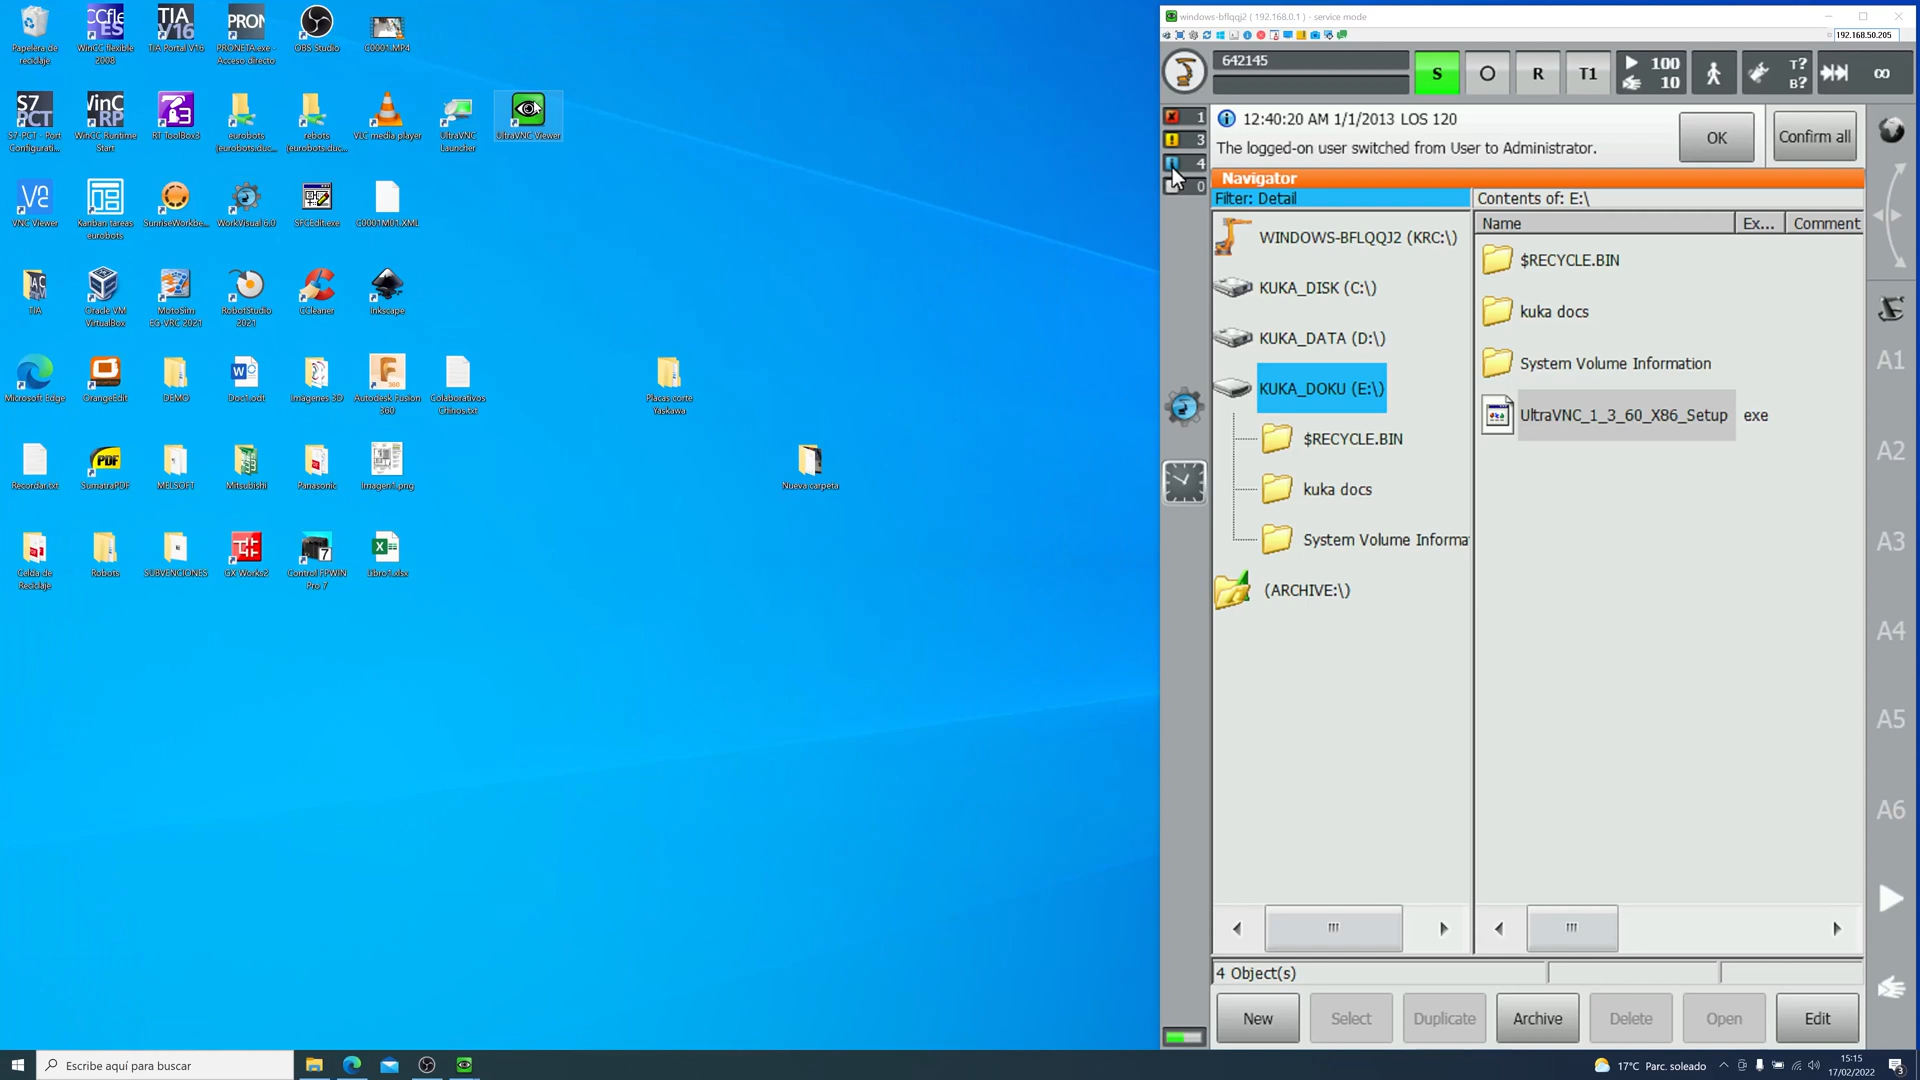 Papelera de
reciclaje
WinCC flexible
2008
TIA Portal V16
PRONETA.exe -
Acceso directo
OBS Studio
C0001.MP4
S7-PCT - Port
Configurati...
WinCC Runtime
Start
RT ToolBox3
eurobots
(eurobots.duc...
rebots
(eurobots.duc...
VLC media player
UltraVNC
Launcher
UltraVNC Viewer
VNC Viewer
Kanban tareas
eurobots
SunriseWorkbe...
WorkVisual 6.0
SFCEdit.exe
C0001M01.XML
TIA
Oracle VM
VirtualBox
MotoSim
EG-VRC 2021
RobotStudio
2021
CCleaner
Inkscape
Microsoft Edge
OrangeEdit
DEMO
Doc1.odt
Imagenes 3D
Autodesk Fusion
360
Colaborativos
Chinos.txt
Placas corte
Yaskawa
Recordar.txt
SumatraPDF
MELSOFT
Mitsubishi
Panasonic
Imagen1.png
Nueva carpeta
Celda de
Reciclaje
Robots
SUBVENCIONES
GX Works2
Control FPWIN
Pro 7
Libro1.xlsx
windows-bflqqj2 ( 192.168.0.1 ) - service mode
192.168.50.205
642145
S
O
R
T1
100
10
T?
B?
∞
1
3
4
0
12:40:20 AM 1/1/2013 LOS 120
The logged-on user switched from User to Administrator.
OK
Confirm all
Navigator
Filter: Detail
Contents of: E:\
Name
Ex...
Comment
WINDOWS-BFLQQJ2 (KRC:\)
KUKA_DISK (C:\)
KUKA_DATA (D:\)
KUKA_DOKU (E:\)
$RECYCLE.BIN
kuka docs
System Volume Informa
(ARCHIVE:\)
$RECYCLE.BIN
kuka docs
System Volume Information
UltraVNC_1_3_60_X86_Setup exe
A1
A2
A3
A4
A5
A6
4 Object(s)
New
Select
Duplicate
Archive
Delete
Open
Edit
Escribe aquí para buscar
17°C Parc. soleado
15:15
17/02/2022
3